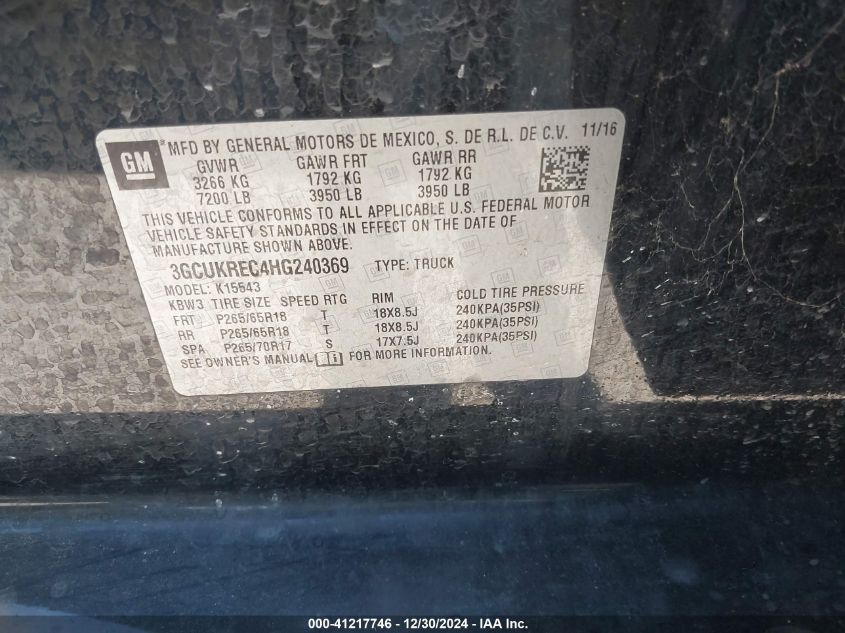 GM
MFD BY GENERAL MOTORS DE MEXICO, S. DE R.L. DE C.V. 11/16
GVWR GAWR FRT GAWR RR
3266 KG 1792 KG 1792 KG
7200 LB 3950 LB 3950 LB
THIS VEHICLE CONFORMS TO ALL APPLICABLE U.S. FEDERAL MOTOR
VEHICLE SAFETY STANDARDS IN EFFECT ON THE DATE OF
MANUFACTURE SHOWN ABOVE.
3GCUKREC4HG240369 TYPE: TRUCK
MODEL: K15543
KBW3 TIRE SIZE SPEED RTG RIM COLD TIRE PRESSURE
FRT P265/65R18 T 18X8.5J 240KPA(35PSI)
RR P265/65R18 T 18X8.5J 240KPA(35PSI)
SPA P265/70R17 S 17X7.5J 240KPA(35PSI)
SEE OWNER'S MANUAL FOR MORE INFORMATION.
000-41217746 - 12/30/2024 - IAA Inc.